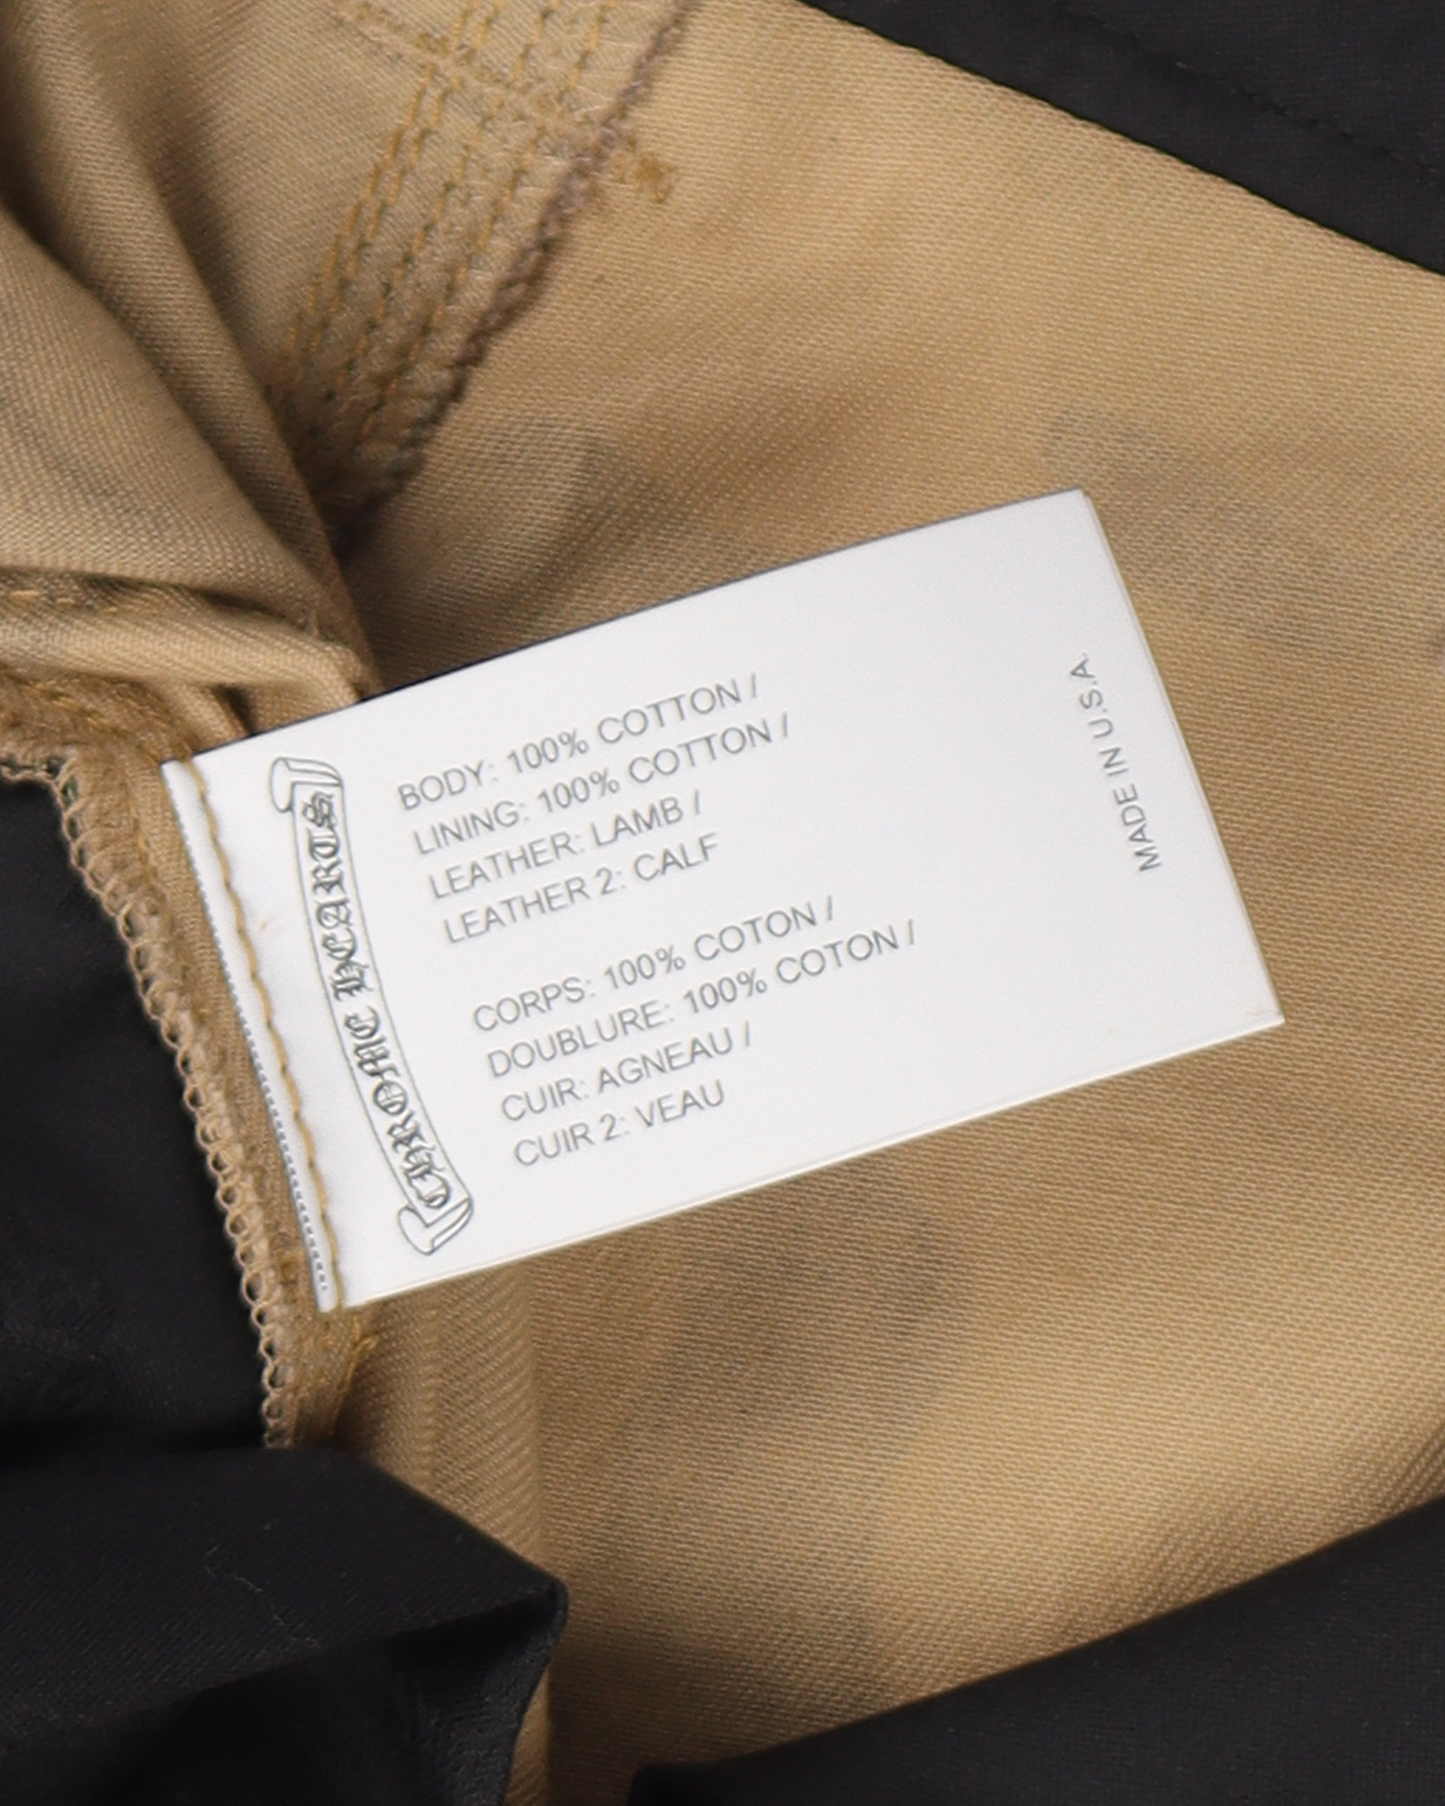 CHROME HEARTS
BODY: 100% COTTON /
LINING: 100% COTTON /
LEATHER: LAMB /
LEATHER 2: CALF
CORPS: 100% COTON /
DOUBLURE: 100% COTON /
CUIR: AGNEAU /
CUIR 2: VEAU
MADE IN U.S.A.